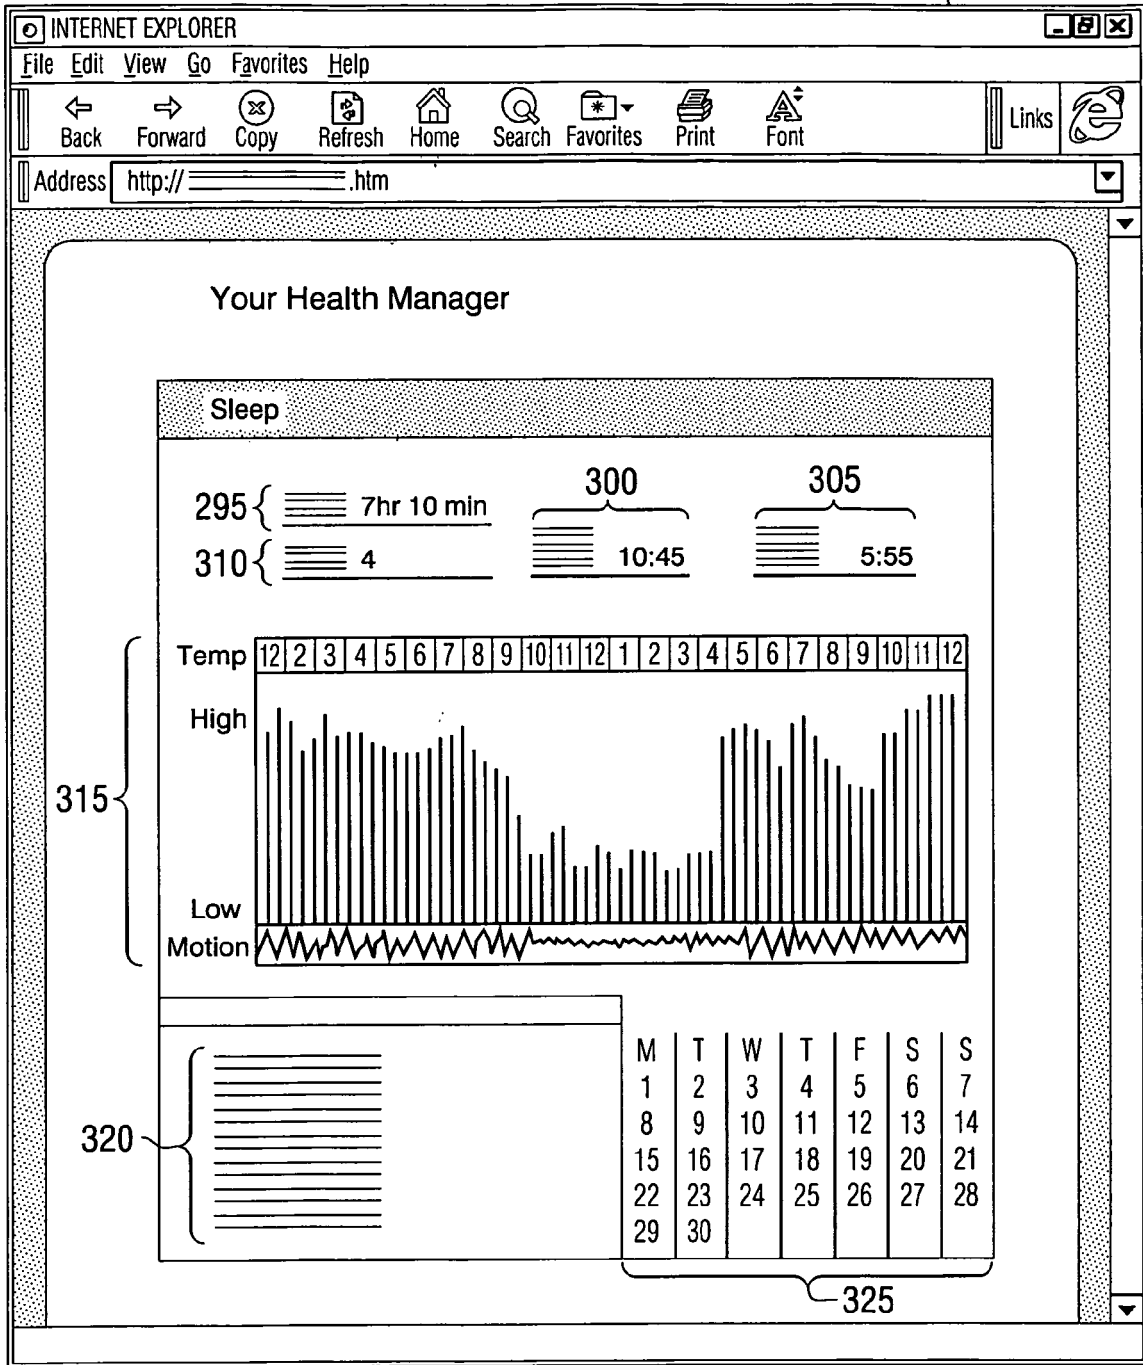 INTERNET EXPLORER
File Edit View Go Favorites Help
Back Forward Copy Refresh Home Search Favorites Print Font Links
Address http:// .htm
Your Health Manager
Sleep
300 305
295 7hr 10 min
310 4 10:45 5:55
Temp 12 2 3 4 5 6 7 8 9 10 11 12 1 2 3 4 5 6 7 8 9 10 11 12
High
315
Low
Motion
M T W T F S S
1 2 3 4 5 6 7
320 8 9 10 11 12 13 14
15 16 17 18 19 20 21
22 23 24 25 26 27 28
29 30
325